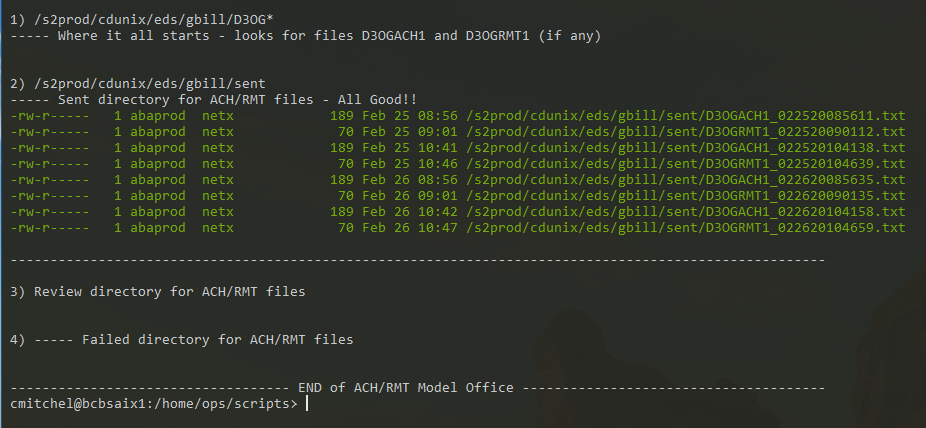 1) /s2prod/cdunix/eds/gbill/D3OG*
----- Where it all starts - looks for files D3OGACH1 and D3OGRMT1 (if any)
2) /s2prod/cdunix/eds/gbill/sent
----- Sent directory for ACH/RMT files - All Good!!
-rw-r----- 1 abaprod netx 189 Feb 25 08:56 /s2prod/cdunix/eds/gbill/sent/D3OGACH1_022520085611.txt
-rw-r----- 1 abaprod netx 70 Feb 25 09:01 /s2prod/cdunix/eds/gbill/sent/D3OGRMT1_022520090112.txt
-rw-r----- 1 abaprod netx 189 Feb 25 10:41 /s2prod/cdunix/eds/gbill/sent/D3OGACH1_022520104138.txt
-rw-r----- 1 abaprod netx 70 Feb 25 10:46 /s2prod/cdunix/eds/gbill/sent/D3OGRMT1_022520104639.txt
-rw-r----- 1 abaprod netx 189 Feb 26 08:56 /s2prod/cdunix/eds/gbill/sent/D3OGACH1_022620085635.txt
-rw-r----- 1 abaprod netx 70 Feb 26 09:01 /s2prod/cdunix/eds/gbill/sent/D3OGRMT1_022620090135.txt
-rw-r----- 1 abaprod netx 189 Feb 26 10:42 /s2prod/cdunix/eds/gbill/sent/D3OGACH1_022620104158.txt
-rw-r----- 1 abaprod netx 70 Feb 26 10:47 /s2prod/cdunix/eds/gbill/sent/D3OGRMT1_022620104659.txt
------------------------------------------------------------------------------------------------------
3) Review directory for ACH/RMT files
4) ----- Failed directory for ACH/RMT files
----------------------------------- END of ACH/RMT Model Office --------------------------------------
cmitchel@bcbsaix1:/home/ops/scripts>